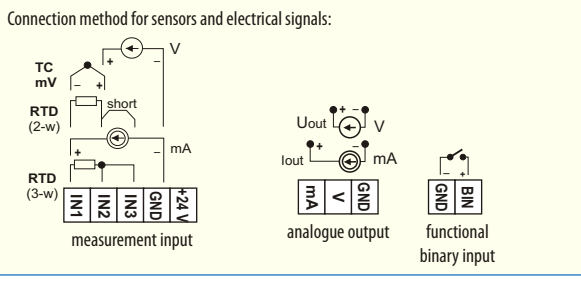 Connection method for sensors and electrical signals:
V
+ −
TC
mV
− +
RTD
(2-w)
short
mA
+ −
RTD
(3-w)
IN1 IN2 IN3 GND +24 V
measurement input
+ −
Uout V
+ −
Iout mA
mA V GND
analogue output
− +
GND BIN
functional
binary input